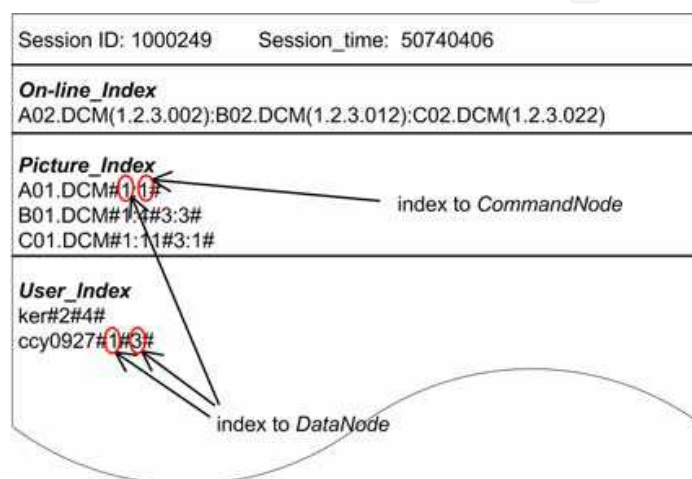 Session ID: 1000249 Session_time: 50740406
On-line_Index
A02.DCM(1.2.3.002):B02.DCM(1.2.3.012):C02.DCM(1.2.3.022)
Picture_Index
A01.DCM#1:1#
index to CommandNode
B01.DCM#1:4#3:3#
C01.DCM#1:11#3:1#
User_Index
ker#2#4#
ccy0927#1#3#
index to DataNode